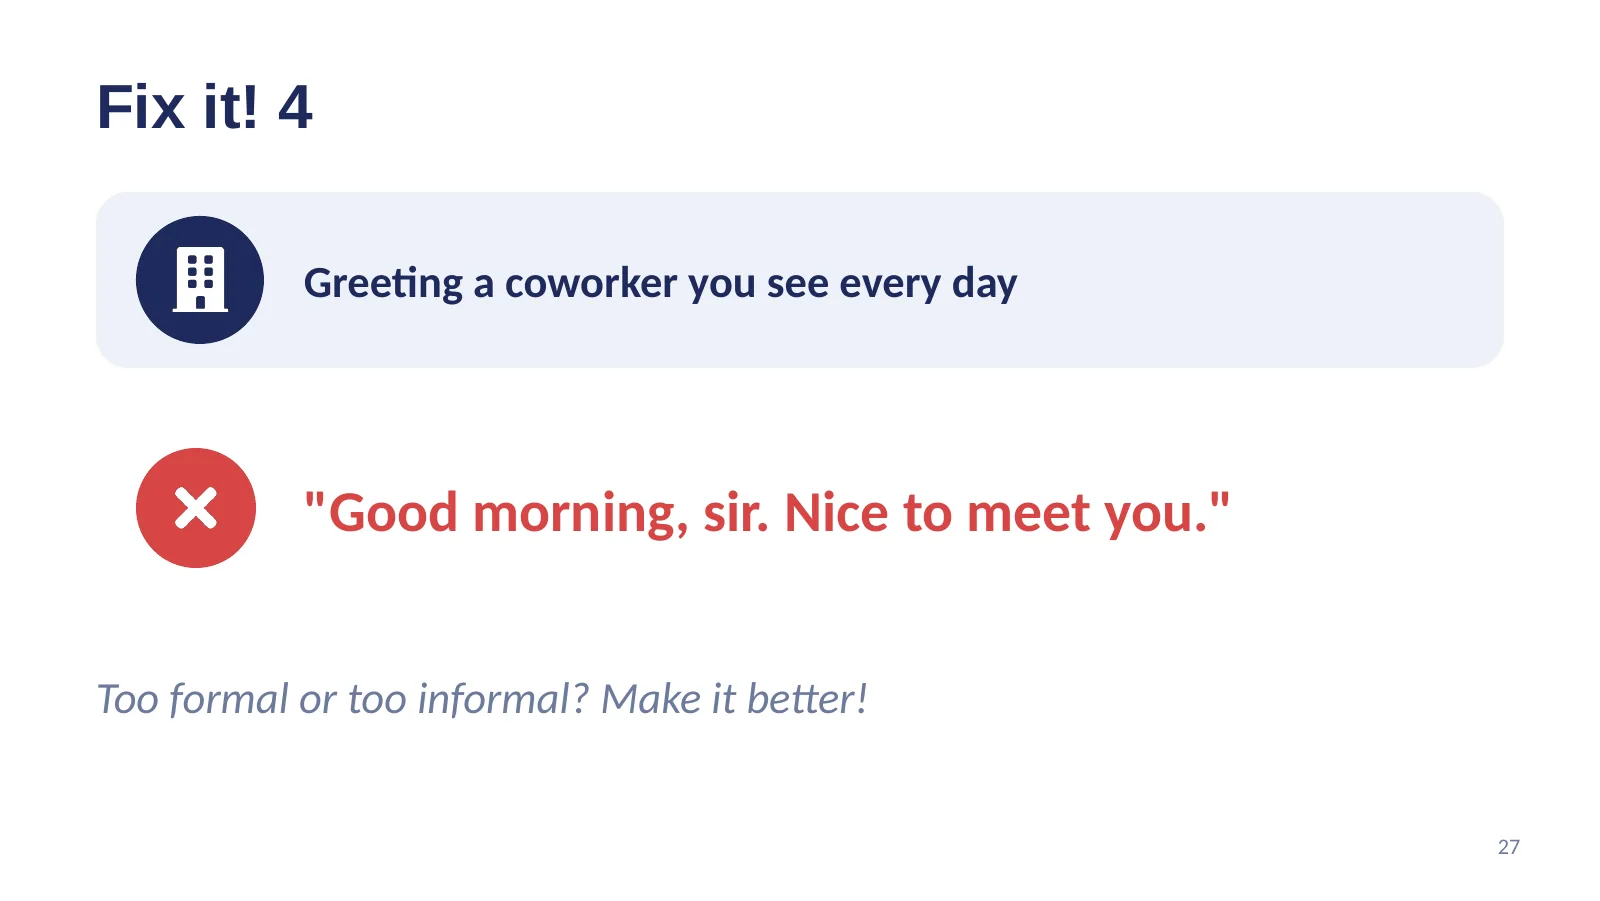 Fix it! 4
Greeting a coworker you see every day
"Good morning, sir. Nice to meet you."
Too formal or too informal? Make it better!
27